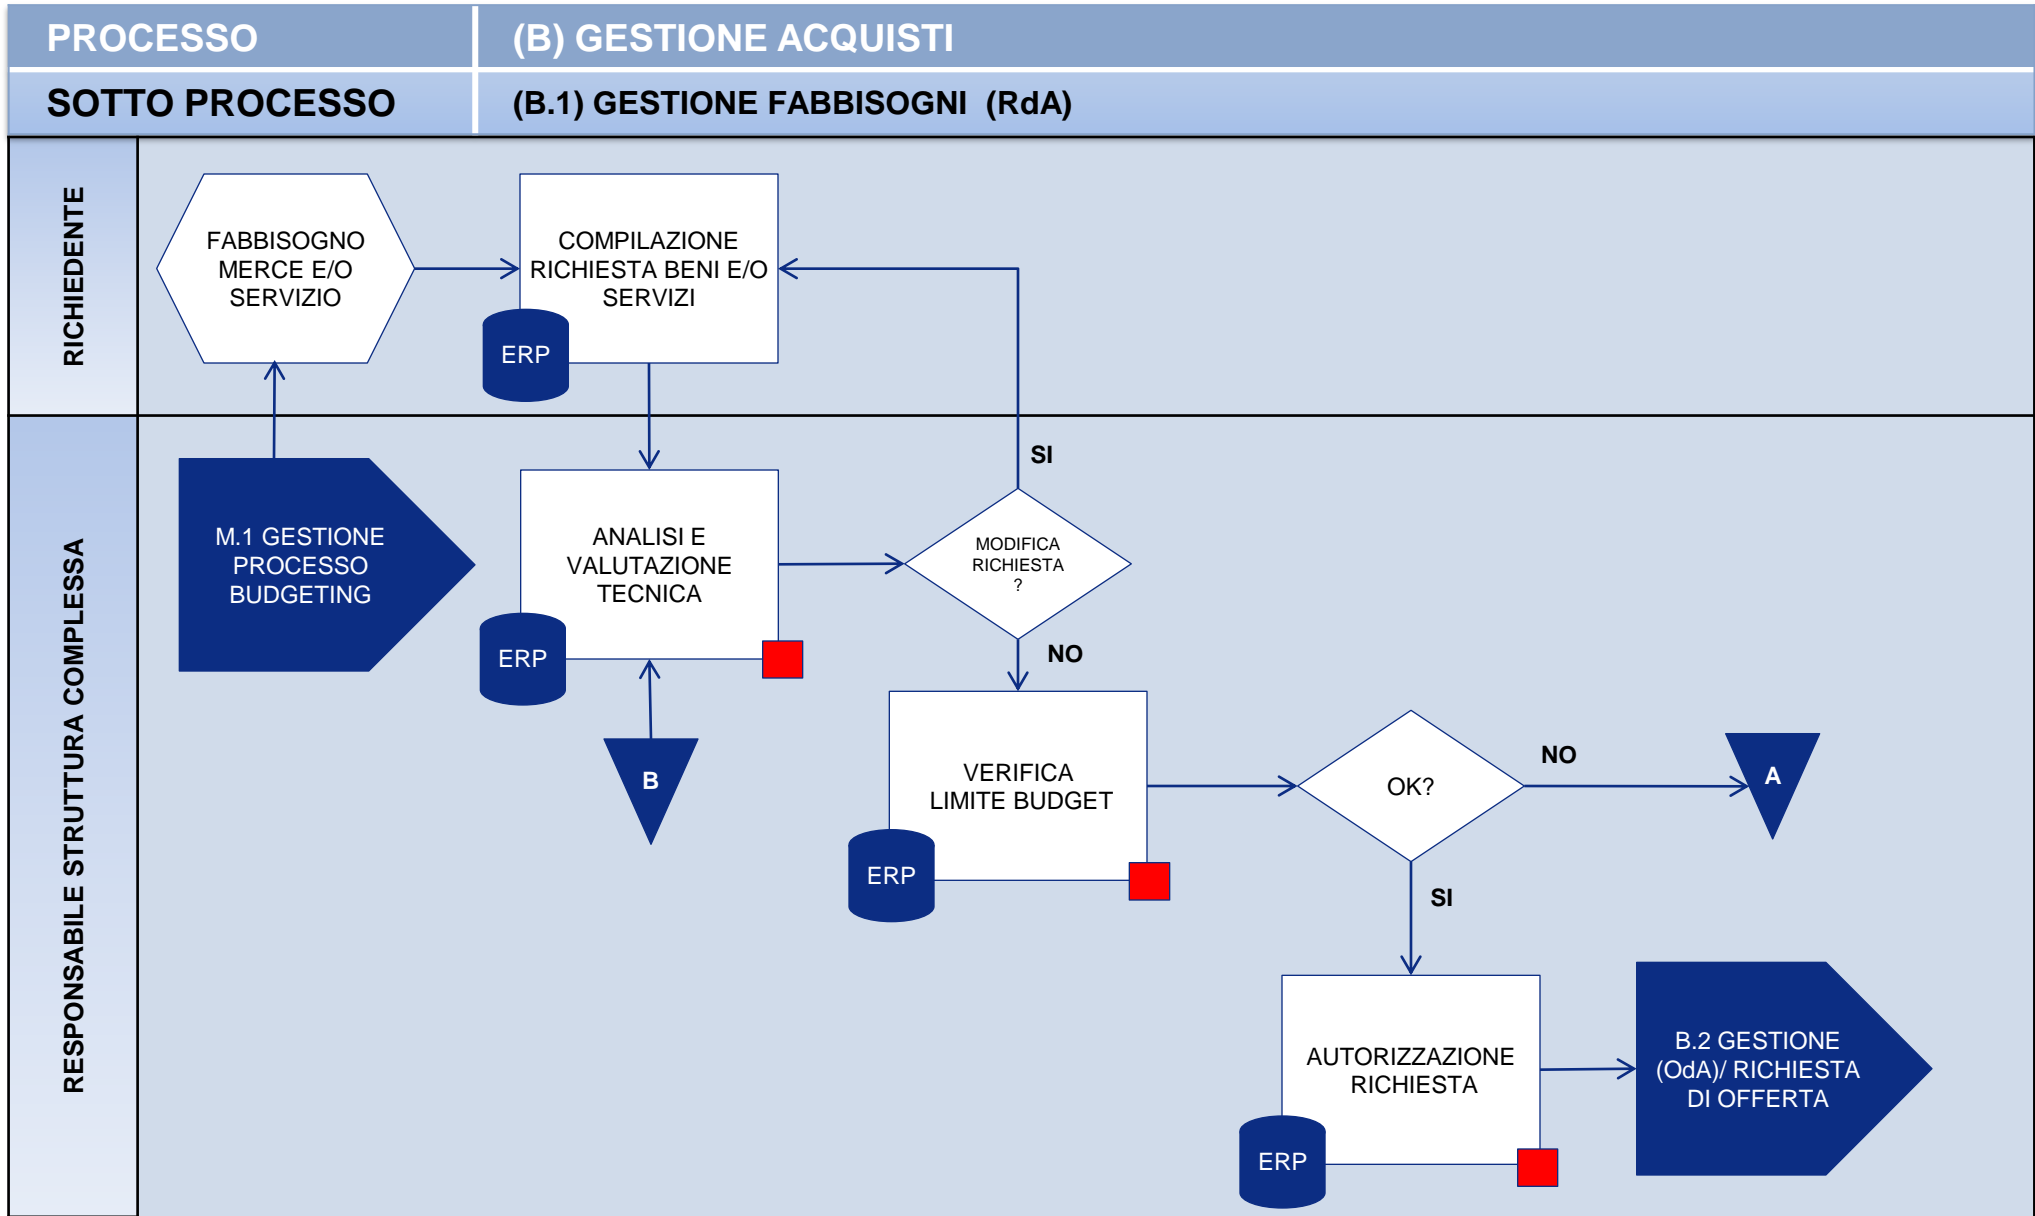 PROCESSO
(B) GESTIONE ACQUISTI
SOTTO PROCESSO
(B.1) GESTIONE FABBISOGNI (RdA)
RICHIEDENTE
FABBISOGNO
MERCE E/O
SERVIZIO
COMPILAZIONE
RICHIESTA BENI E/O
SERVIZI
ERP
RESPONSABILE STRUTTURA COMPLESSA
M.1 GESTIONE
PROCESSO
BUDGETING
ANALISI E
VALUTAZIONE
TECNICA
ERP
B
SI
MODIFICA
RICHIESTA
?
NO
VERIFICA
LIMITE BUDGET
ERP
OK?
NO
A
SI
AUTORIZZAZIONE
RICHIESTA
ERP
B.2 GESTIONE
(OdA)/ RICHIESTA
DI OFFERTA